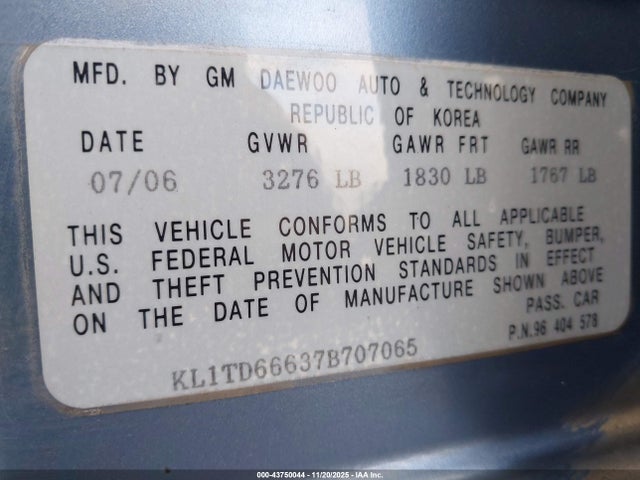 MFD. BY GM DAEWOO AUTO & TECHNOLOGY COMPANY
REPUBLIC OF KOREA
DATE GVWR GAWR FRT GAWR RR
07/06 3276 LB 1830 LB 1767 LB
THIS VEHICLE CONFORMS TO ALL APPLICABLE
U.S. FEDERAL MOTOR VEHICLE SAFETY, BUMPER,
AND THEFT PREVENTION STANDARDS IN EFFECT
ON THE DATE OF MANUFACTURE SHOWN ABOVE
PASS. CAR
P.N.96 404 578
KL1TD66637B707065
000-43750044 - 11/20/2025 - IAA Inc.